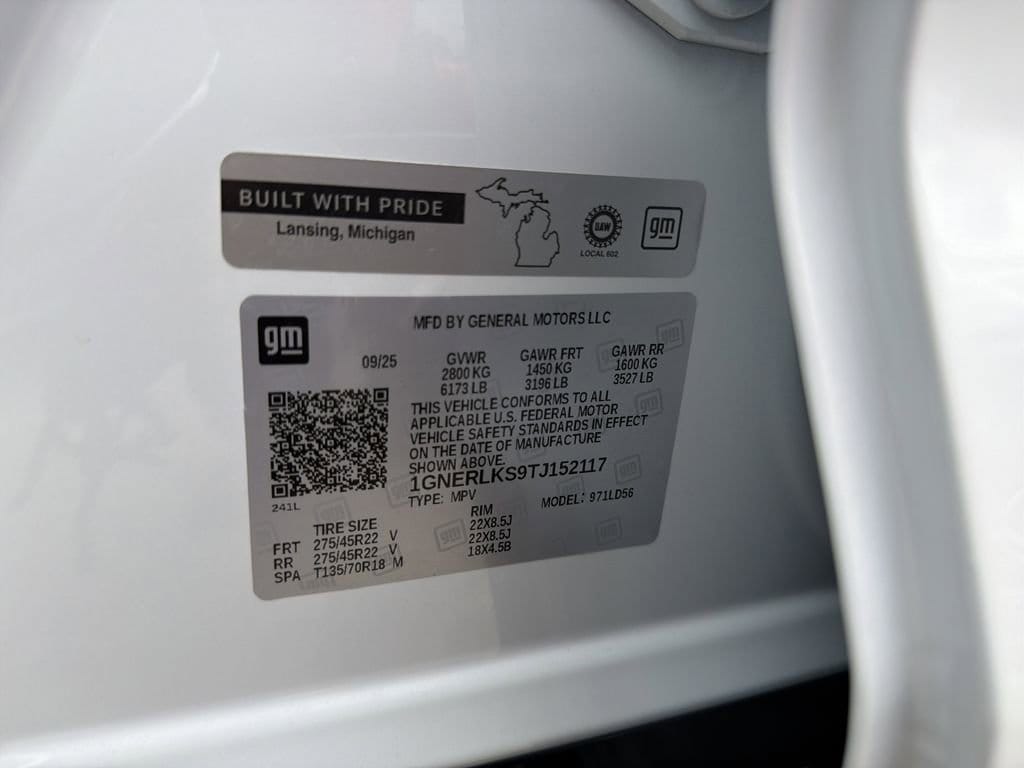 BUILT WITH PRIDE
Lansing, Michigan
UAW
LOCAL 602
gm
gm
MFD BY GENERAL MOTORS LLC
09/25 GVWR GAWR FRT GAWR RR
2800 KG 1450 KG 1600 KG
6173 LB 3196 LB 3527 LB
THIS VEHICLE CONFORMS TO ALL
APPLICABLE U.S. FEDERAL MOTOR
VEHICLE SAFETY STANDARDS IN EFFECT
ON THE DATE OF MANUFACTURE
SHOWN ABOVE.
1GNERLKS9TJ152117
TYPE: MPV MODEL: 971LD56
241L
TIRE SIZE RIM
FRT 275/45R22 V 22X8.5J
RR 275/45R22 V 22X8.5J
SPA T135/70R18 M 18X4.5B